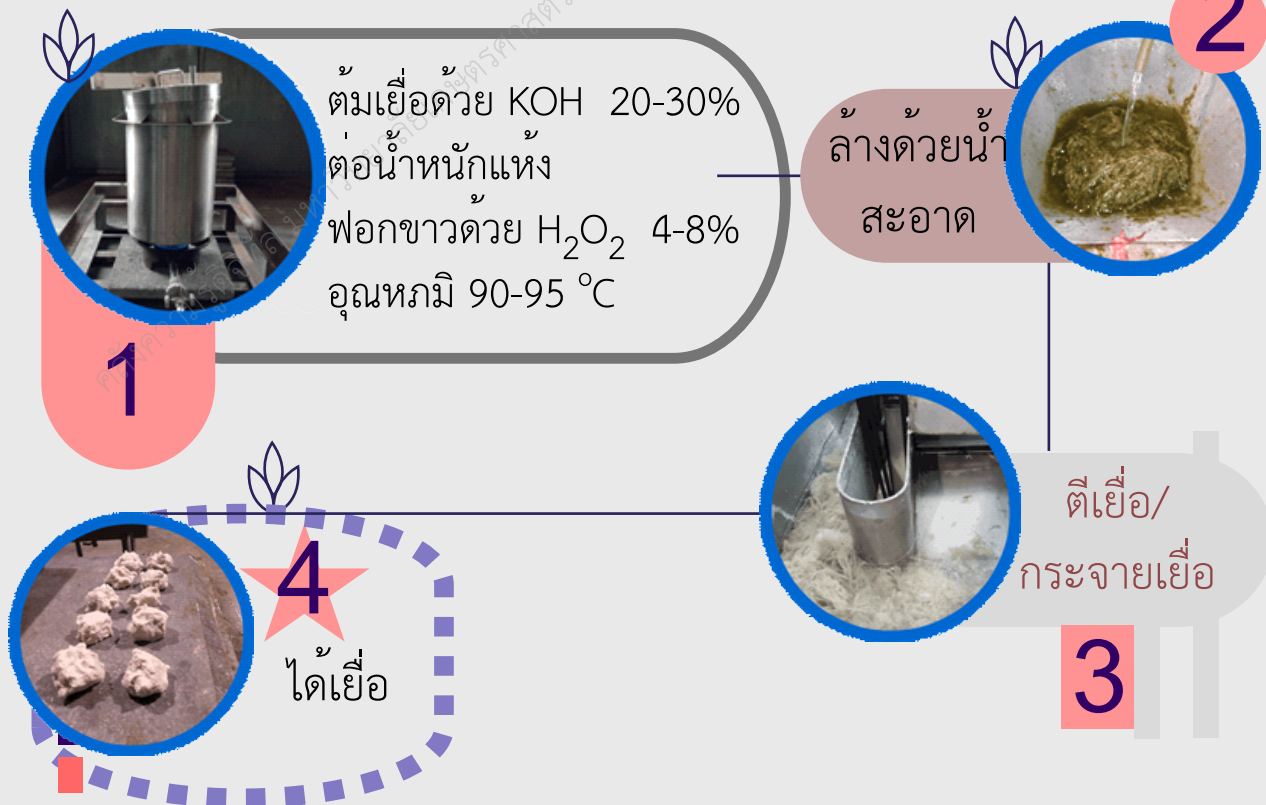 ต้มเยื่อด้วย KOH 20-30%
ต่อน้ำหนักแห้ง
ฟอกขาวด้วย H₂O₂ 4-8%
อุณหภมิ 90-95 °C
1
2
ล้างด้วยน้ำ
สะอาด
ตีเยื่อ/
กระจายเยื่อ
3
4
ได้เยื่อ